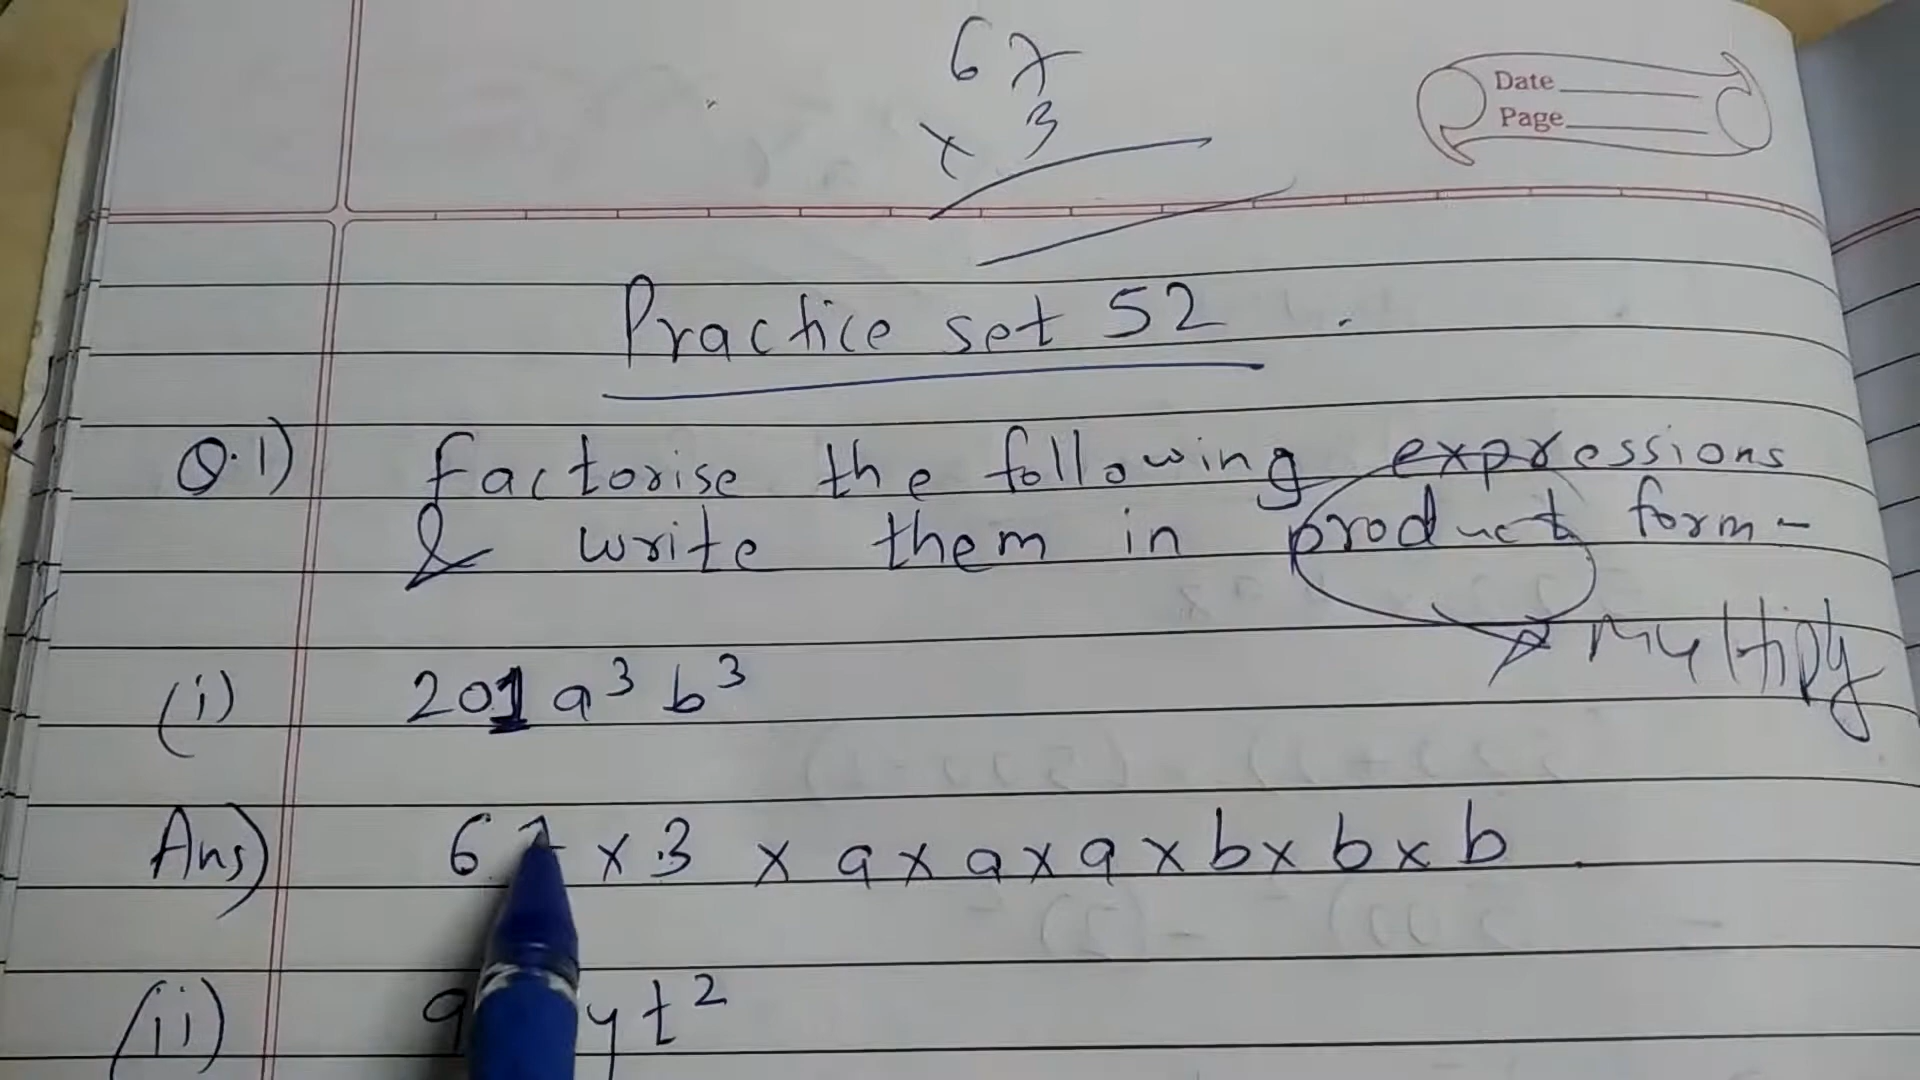 67
× 3
Date
Page
Practice set 52
Q.1) factorise the following expressions
& write them in product form -
Multiply
(i) 201 a³ b³
Ans) 67 × 3 × a × a × a × b × b × b
(ii) y t²